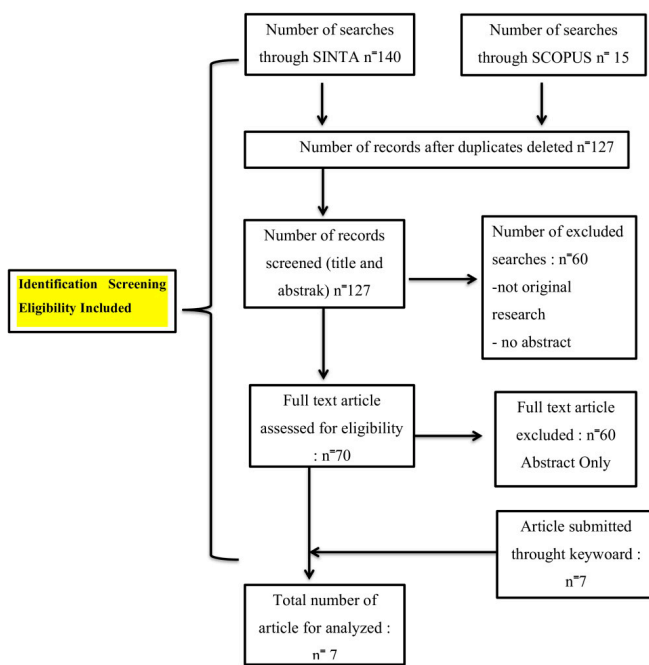 Number of searches
through SINTA n=140
Number of searches
through SCOPUS n= 15
Number of records after duplicates deleted n=127
Number of records
screened (title and
abstrak) n=127
Number of excluded
searches : n=60
-not original
research
- no abstract
Identification Screening
Eligibility Included
Full text article
assessed for eligibility
: n=70
Full text article
excluded : n=60
Abstract Only
Article submitted
throught keywoard :
n=7
Total number of
article for analyzed :
n= 7